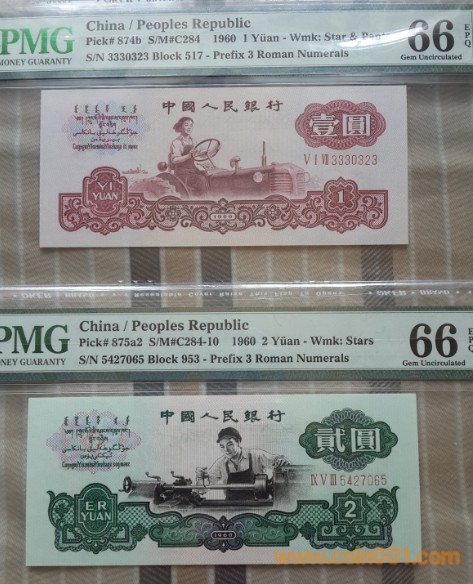 PMG
MONEY GUARANTY
China / Peoples Republic
Pick# 874b S/M#C284 1960 1 Yüan - Wmk: Star &
S/N 3330323 Block 517 - Prefix 3 Roman Numerals
66
EPQ
Gem Uncirculated
中國人民銀行
壹圓
V I VII 3330323
YI
YUAN
1960
1
PMG
MONEY GUARANTY
China / Peoples Republic
Pick# 875a2 S/M#C284-10 1960 2 Yüan - Wmk: Stars
S/N 5427065 Block 953 - Prefix 3 Roman Numerals
66
EPQ
Gem Uncirculated
中國人民銀行
貳圓
IX V III 5427065
ER
YUAN
1960
2
www.coin001.com